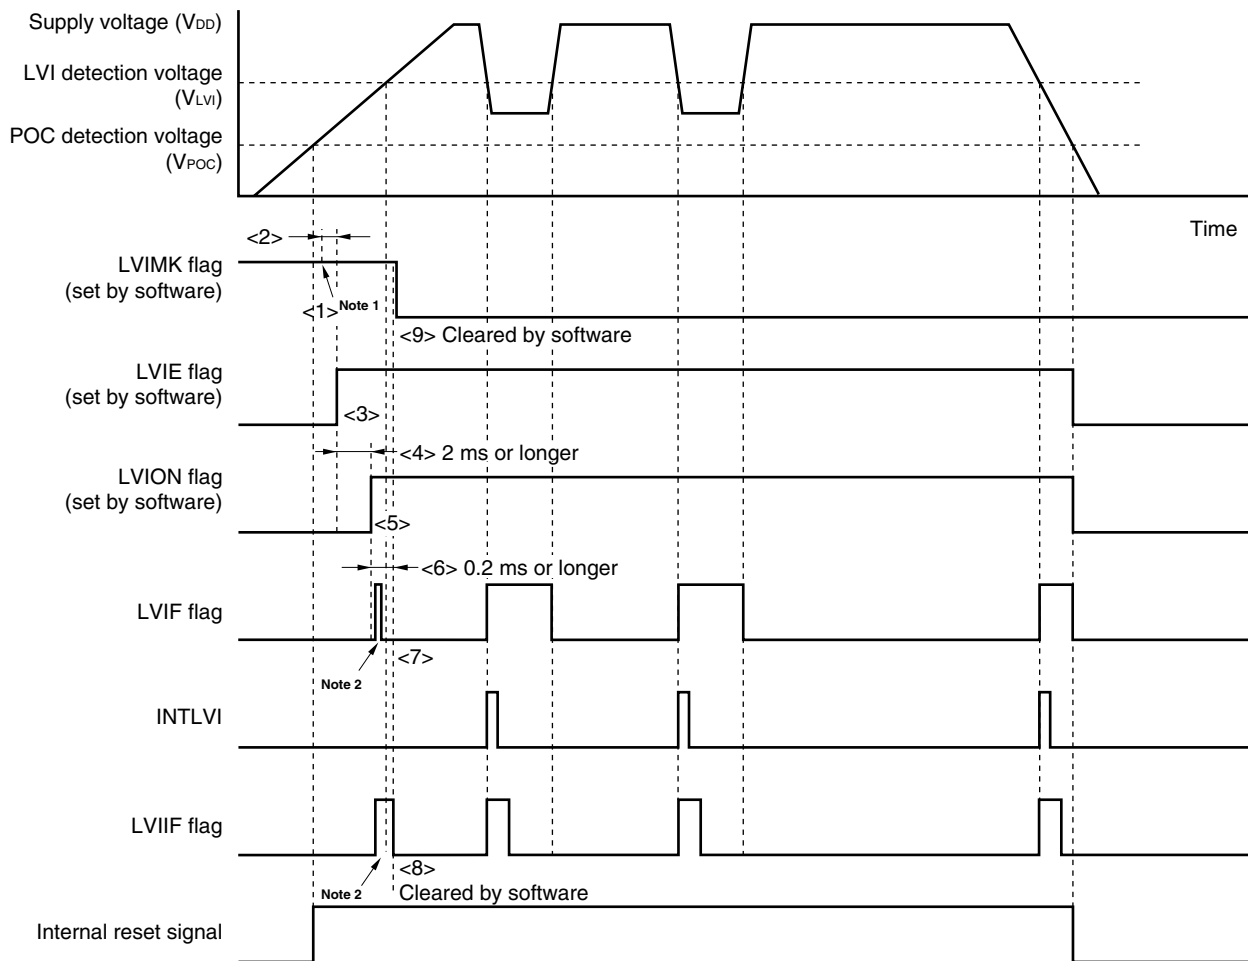 Supply voltage (VDD)
LVI detection voltage
(VLVI)
POC detection voltage
(VPOC)
Time
<2>
LVIMK flag
(set by software)
<1>
Note 1
<9> Cleared by software
LVIE flag
(set by software)
<3>
<4> 2 ms or longer
LVION flag
(set by software)
<5>
<6> 0.2 ms or longer
LVIF flag
<7>
Note 2
INTLVI
LVIIF flag
<8>
Note 2
Cleared by software
Internal reset signal